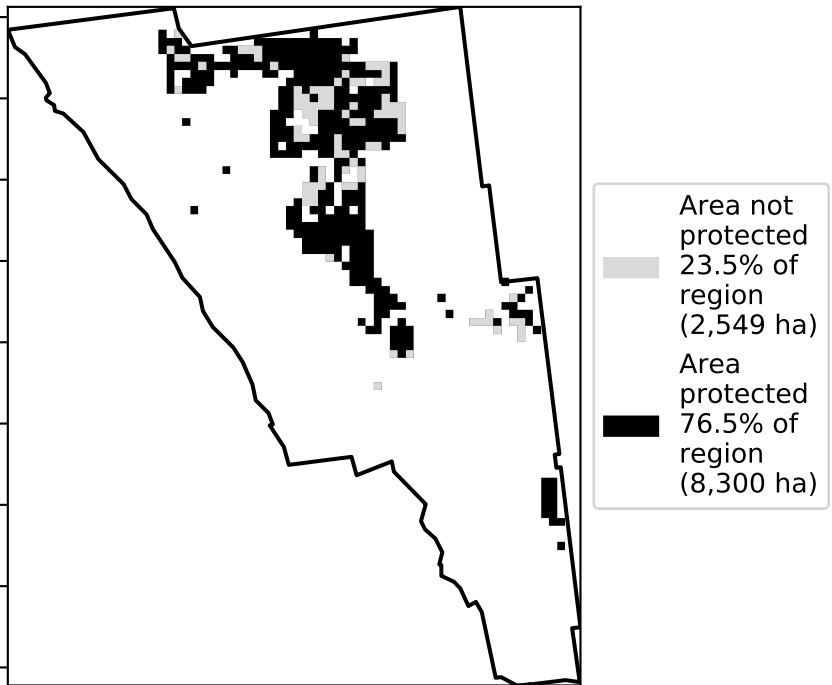 Area not
protected
23.5% of
region
(2,549 ha)
Area
protected
76.5% of
region
(8,300 ha)